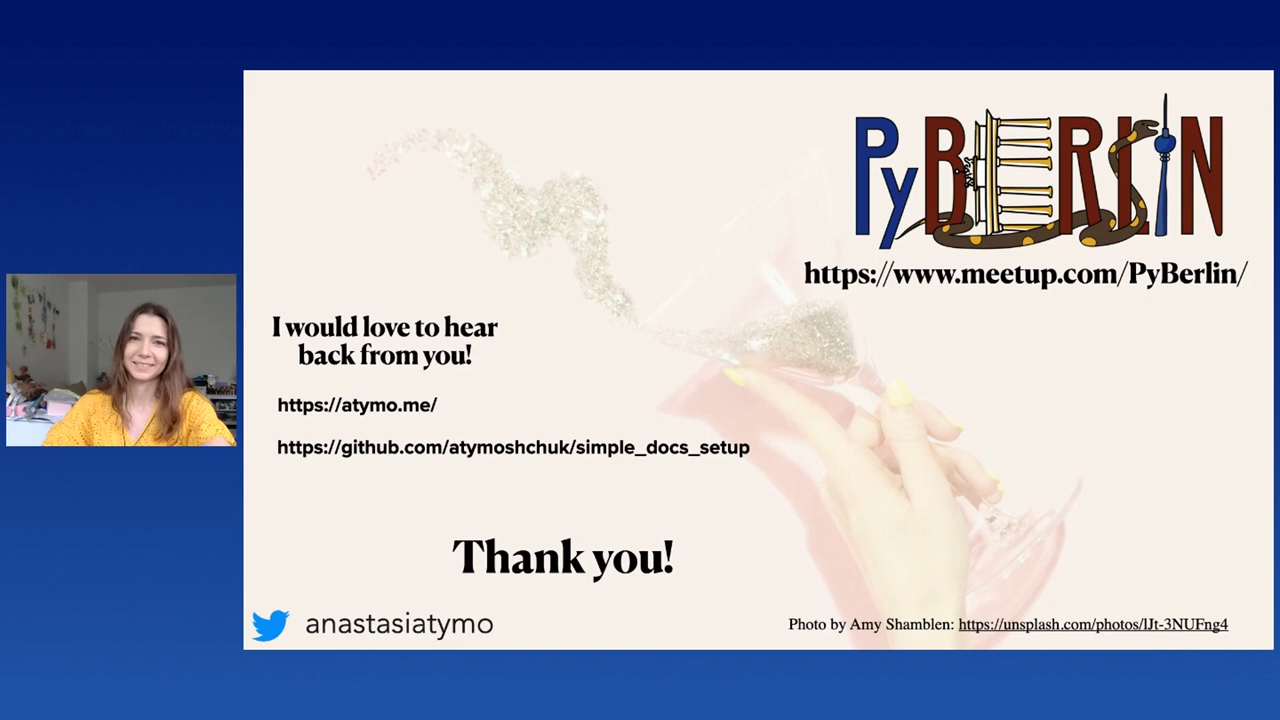 PyBERLIN
https://www.meetup.com/PyBerlin/
I would love to hear
back from you!
https://atymo.me/
https://github.com/atymoshchuk/simple_docs_setup
Thank you!
anastasiatymo
Photo by Amy Shamblen: https://unsplash.com/photos/lJt-3NUFng4